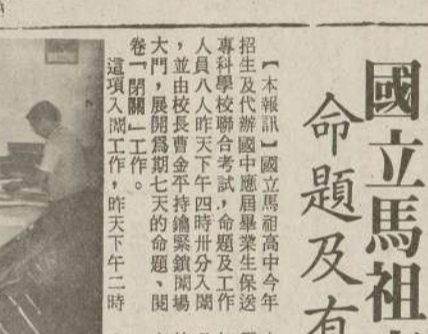 國立馬祖
命題及有
【本報訊】國立馬祖高中今年
招生及代辦國中應屆畢業生保送
專科學校聯合考試,命題及工作
人員八人昨天下午四時卅分入闈
,並由校長曹金平持鑰緊鎖闈場
大門,展開為期七天的命題、閱
卷「閉關」工作。
這項入闈工作,昨天下午二時